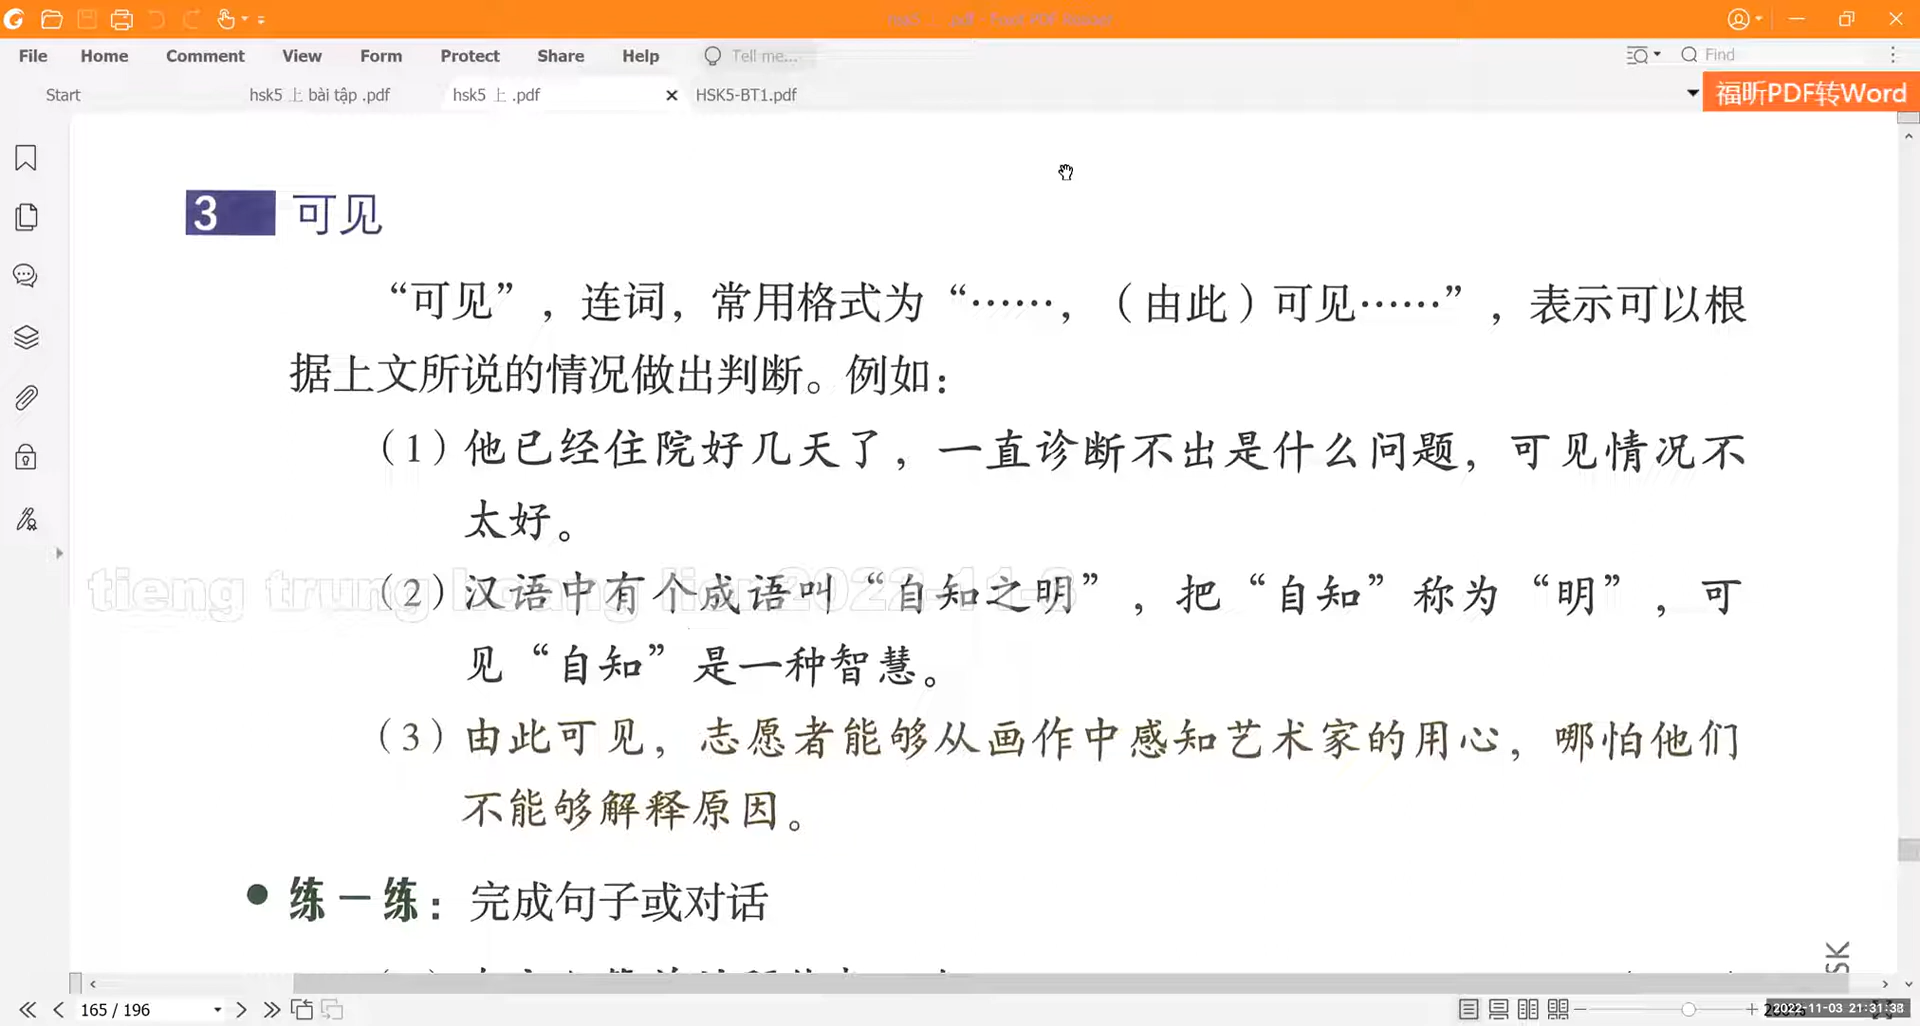 File Home Comment View Form Protect Share Help Tell me... Find
Start hsk5 上 bài tập .pdf hsk5 上 .pdf HSK5-BT1.pdf 福昕PDF转Word
3 可见
“可见”，连词，常用格式为“……，（由此）可见……”，表示可以根
据上文所说的情况做出判断。例如：
（1）他已经住院好几天了，一直诊断不出是什么问题，可见情况不
太好。
（2）汉语中有个成语叫“自知之明”，把“自知”称为“明”，可
tieng trung hoang lien 2022-11-3
见“自知”是一种智慧。
（3）由此可见，志愿者能够从画作中感知艺术家的用心，哪怕他们
不能够解释原因。
● 练一练：完成句子或对话
SK
165 / 196
2022-11-03 21:31:38